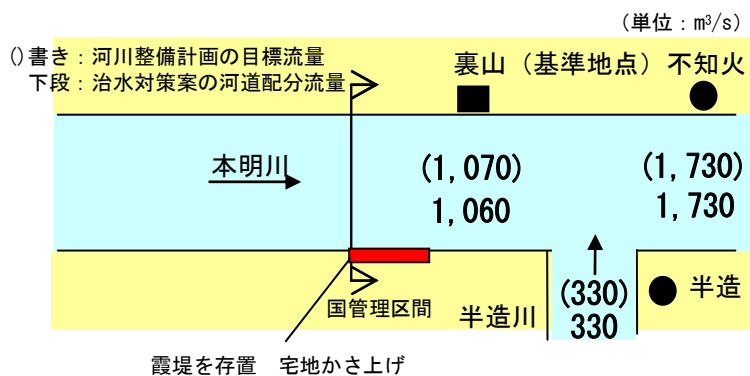 （単位：m³/s）
()書き：河川整備計画の目標流量
下段：治水対策案の河道配分流量
裏山（基準地点）不知火
本明川
(1,070) (1,730)
1,060 1,730
国管理区間
半造川
(330)
330
半造
霞堤を存置 宅地かさ上げ